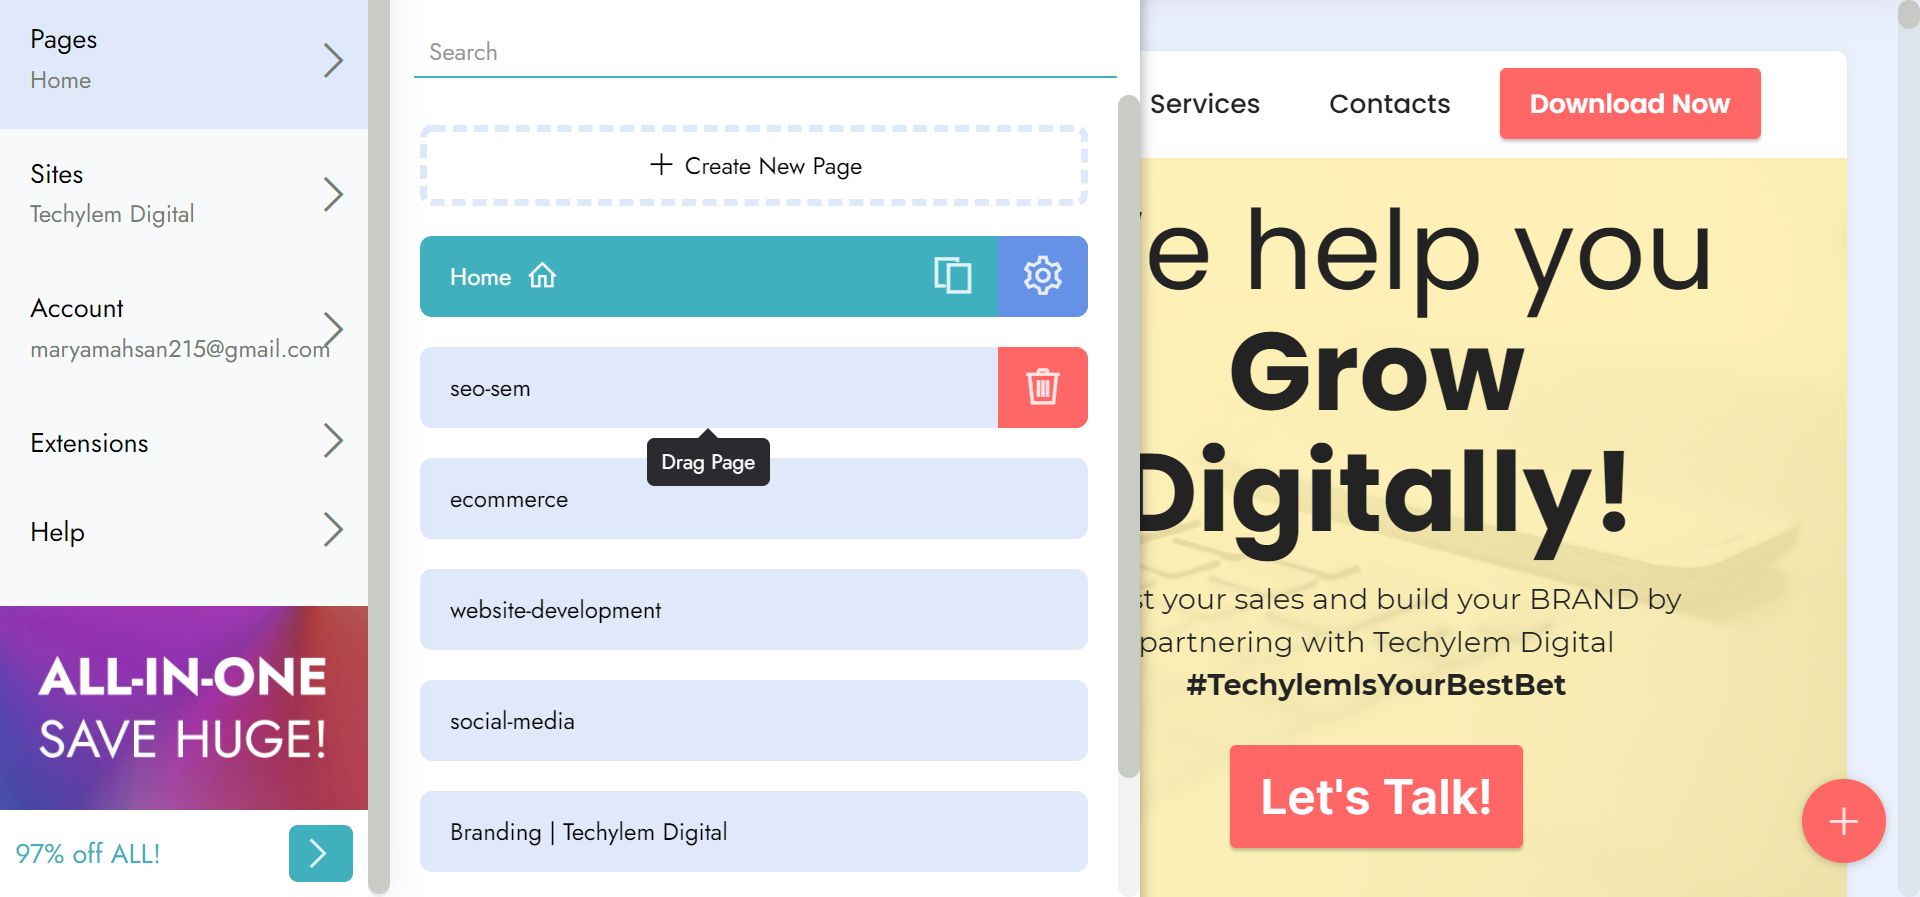 Pages
Home
Sites
Techylem Digital
Account
maryamahsan215@gmail.com
Extensions
Help
ALL-IN-ONE
SAVE HUGE!
97% off ALL!
Search
Create New Page
Home
seo-sem
Drag Page
ecommerce
website-development
social-media
Branding | Techylem Digital
Services
Contacts
Download Now
help you
Grow
Digitally!
your sales and build your BRAND by
partnering with Techylem Digital
#TechylemIsYourBestBet
Let's Talk!